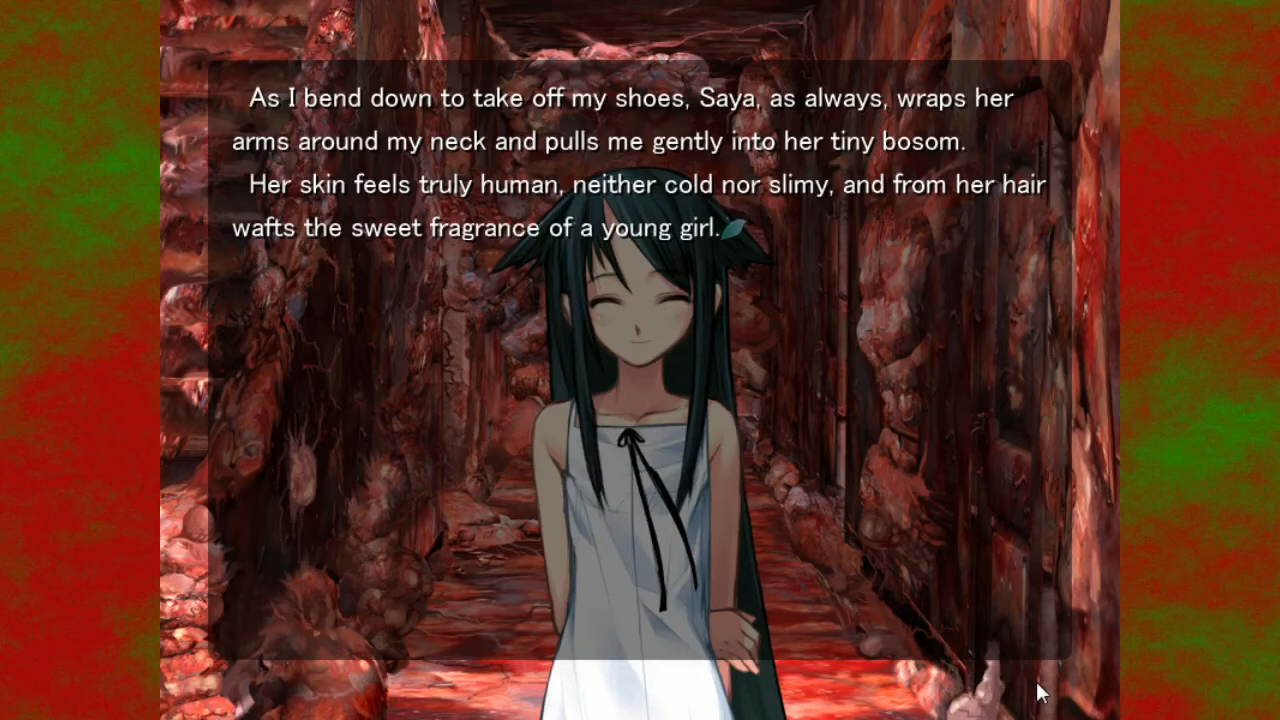 As I bend down to take off my shoes, Saya, as always, wraps her
arms around my neck and pulls me gently into her tiny bosom.
Her skin feels truly human, neither cold nor slimy, and from her hair
wafts the sweet fragrance of a young girl.